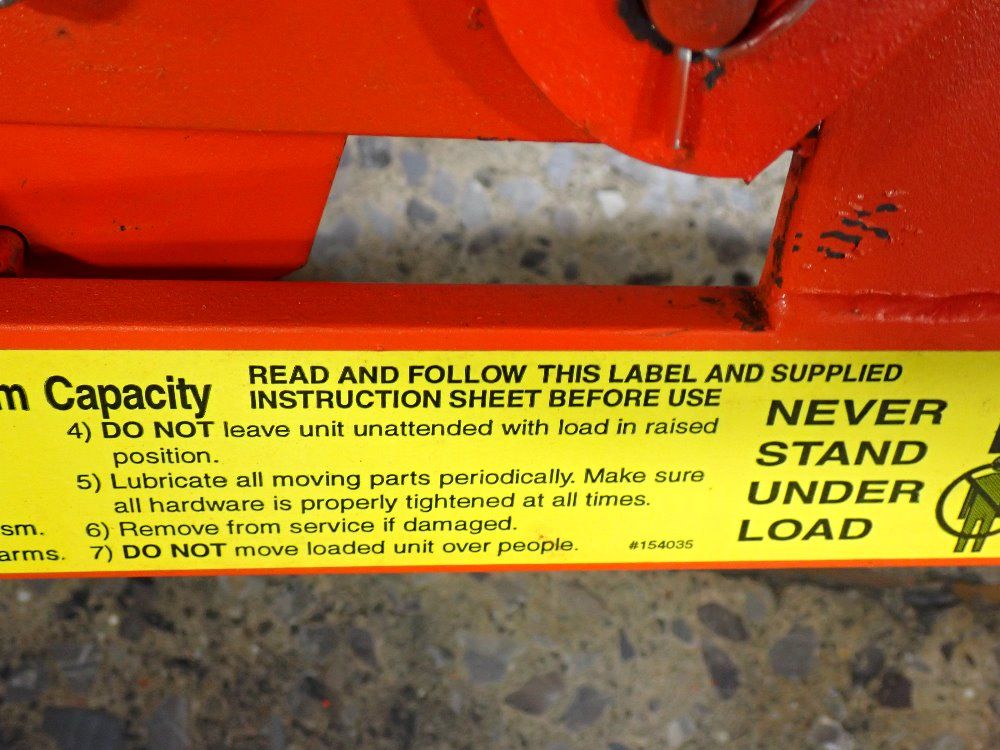 m Capacity
READ AND FOLLOW THIS LABEL AND SUPPLIED
INSTRUCTION SHEET BEFORE USE
4) DO NOT leave unit unattended with load in raised
position.
5) Lubricate all moving parts periodically. Make sure
all hardware is properly tightened at all times.
sm. 6) Remove from service if damaged.
arms. 7) DO NOT move loaded unit over people. #154035
NEVER
STAND
UNDER
LOAD